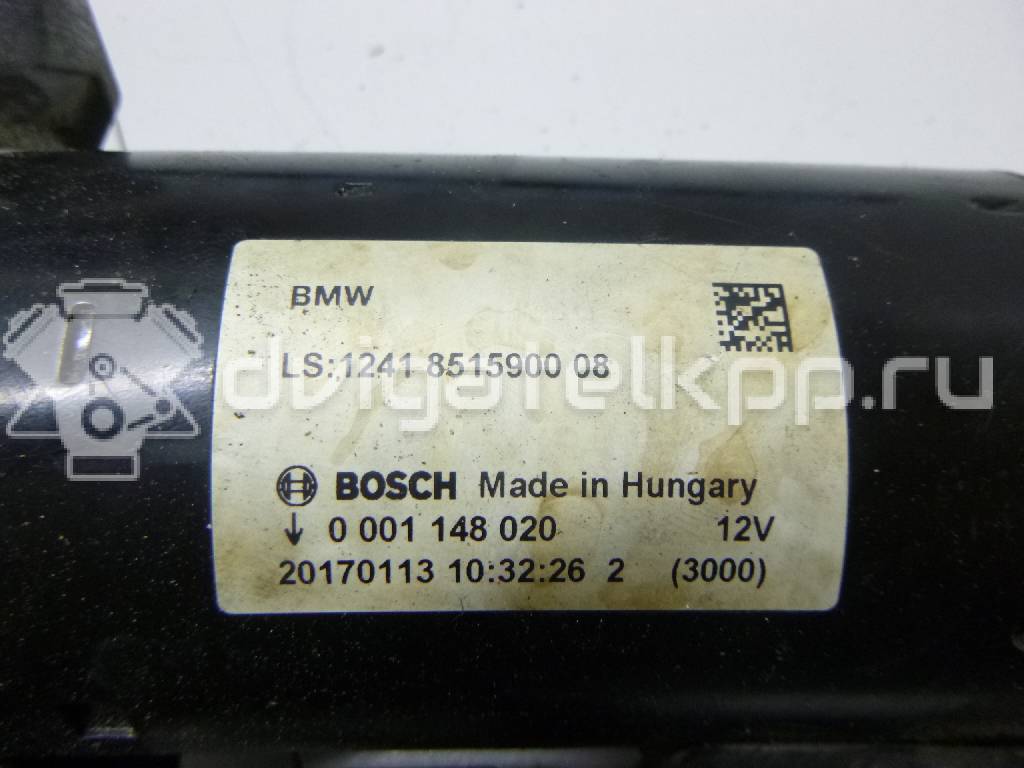 BMW
LS:1241 8515900 08
dvigatelkpp.ru
BOSCH Made in Hungary
↓ 0 001 148 020 12V
20170113 10:32:26 2 (3000)